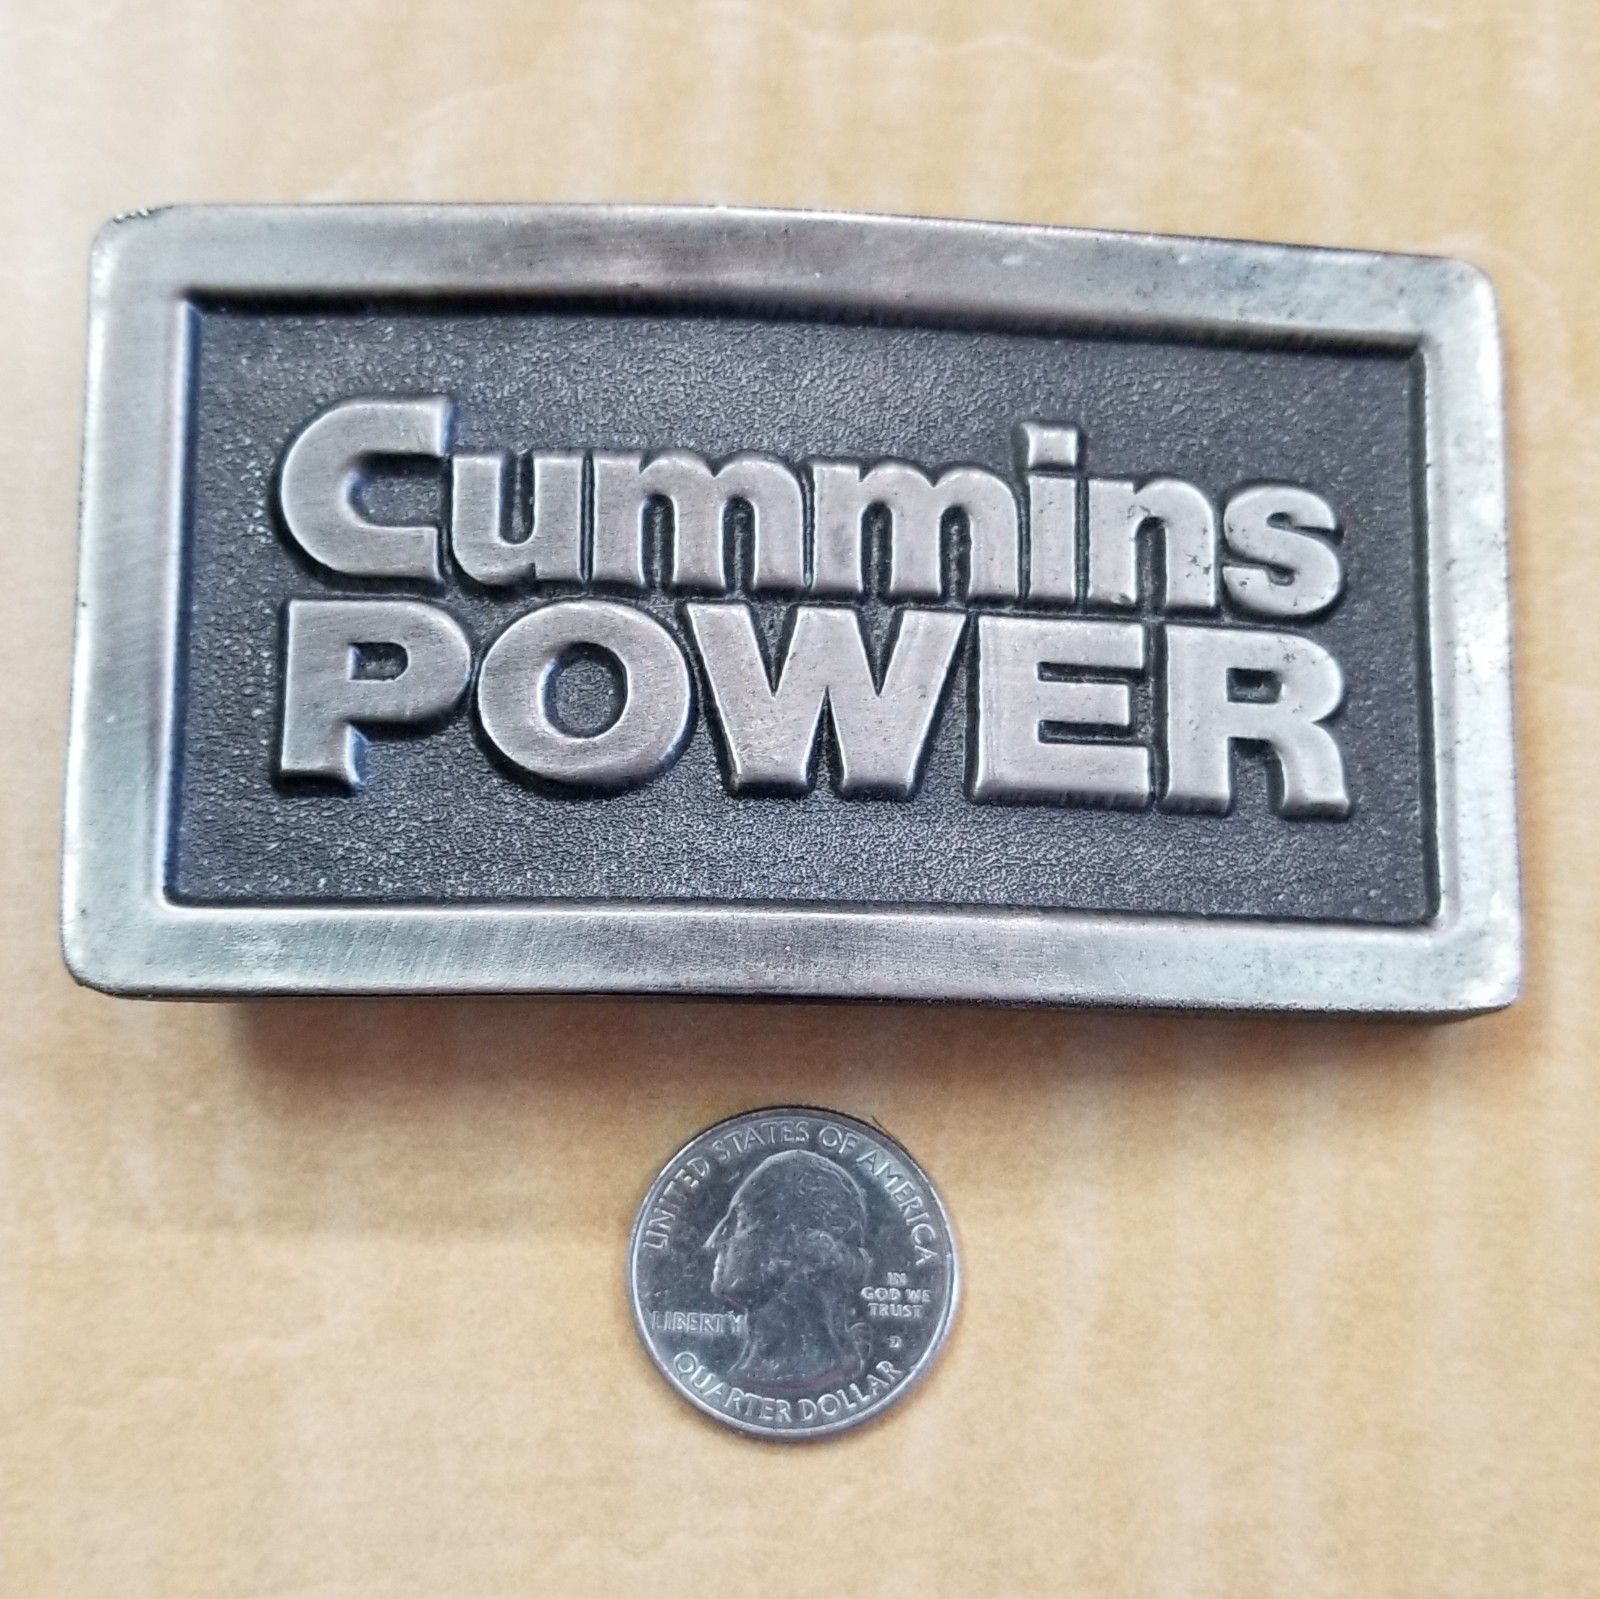 Cummins
POWER
UNITED STATES OF AMERICA
IN
GOD WE
TRUST
LIBERTY
D
QUARTER DOLLAR